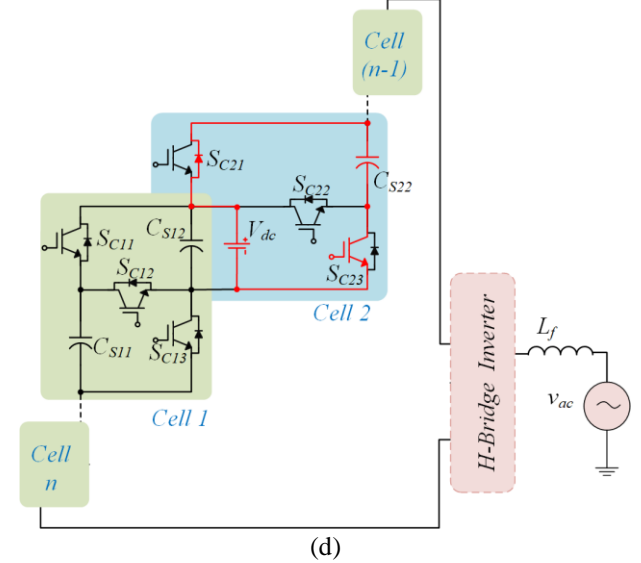 Cell
(n-1)
S_C21
S_C22
C_S22
C_S12
V_dc
S_C11
S_C12
S_C23
Cell 2
C_S11
S_C13
Cell 1
Cell
n
H-Bridge Inverter
L_f
v_ac
(d)